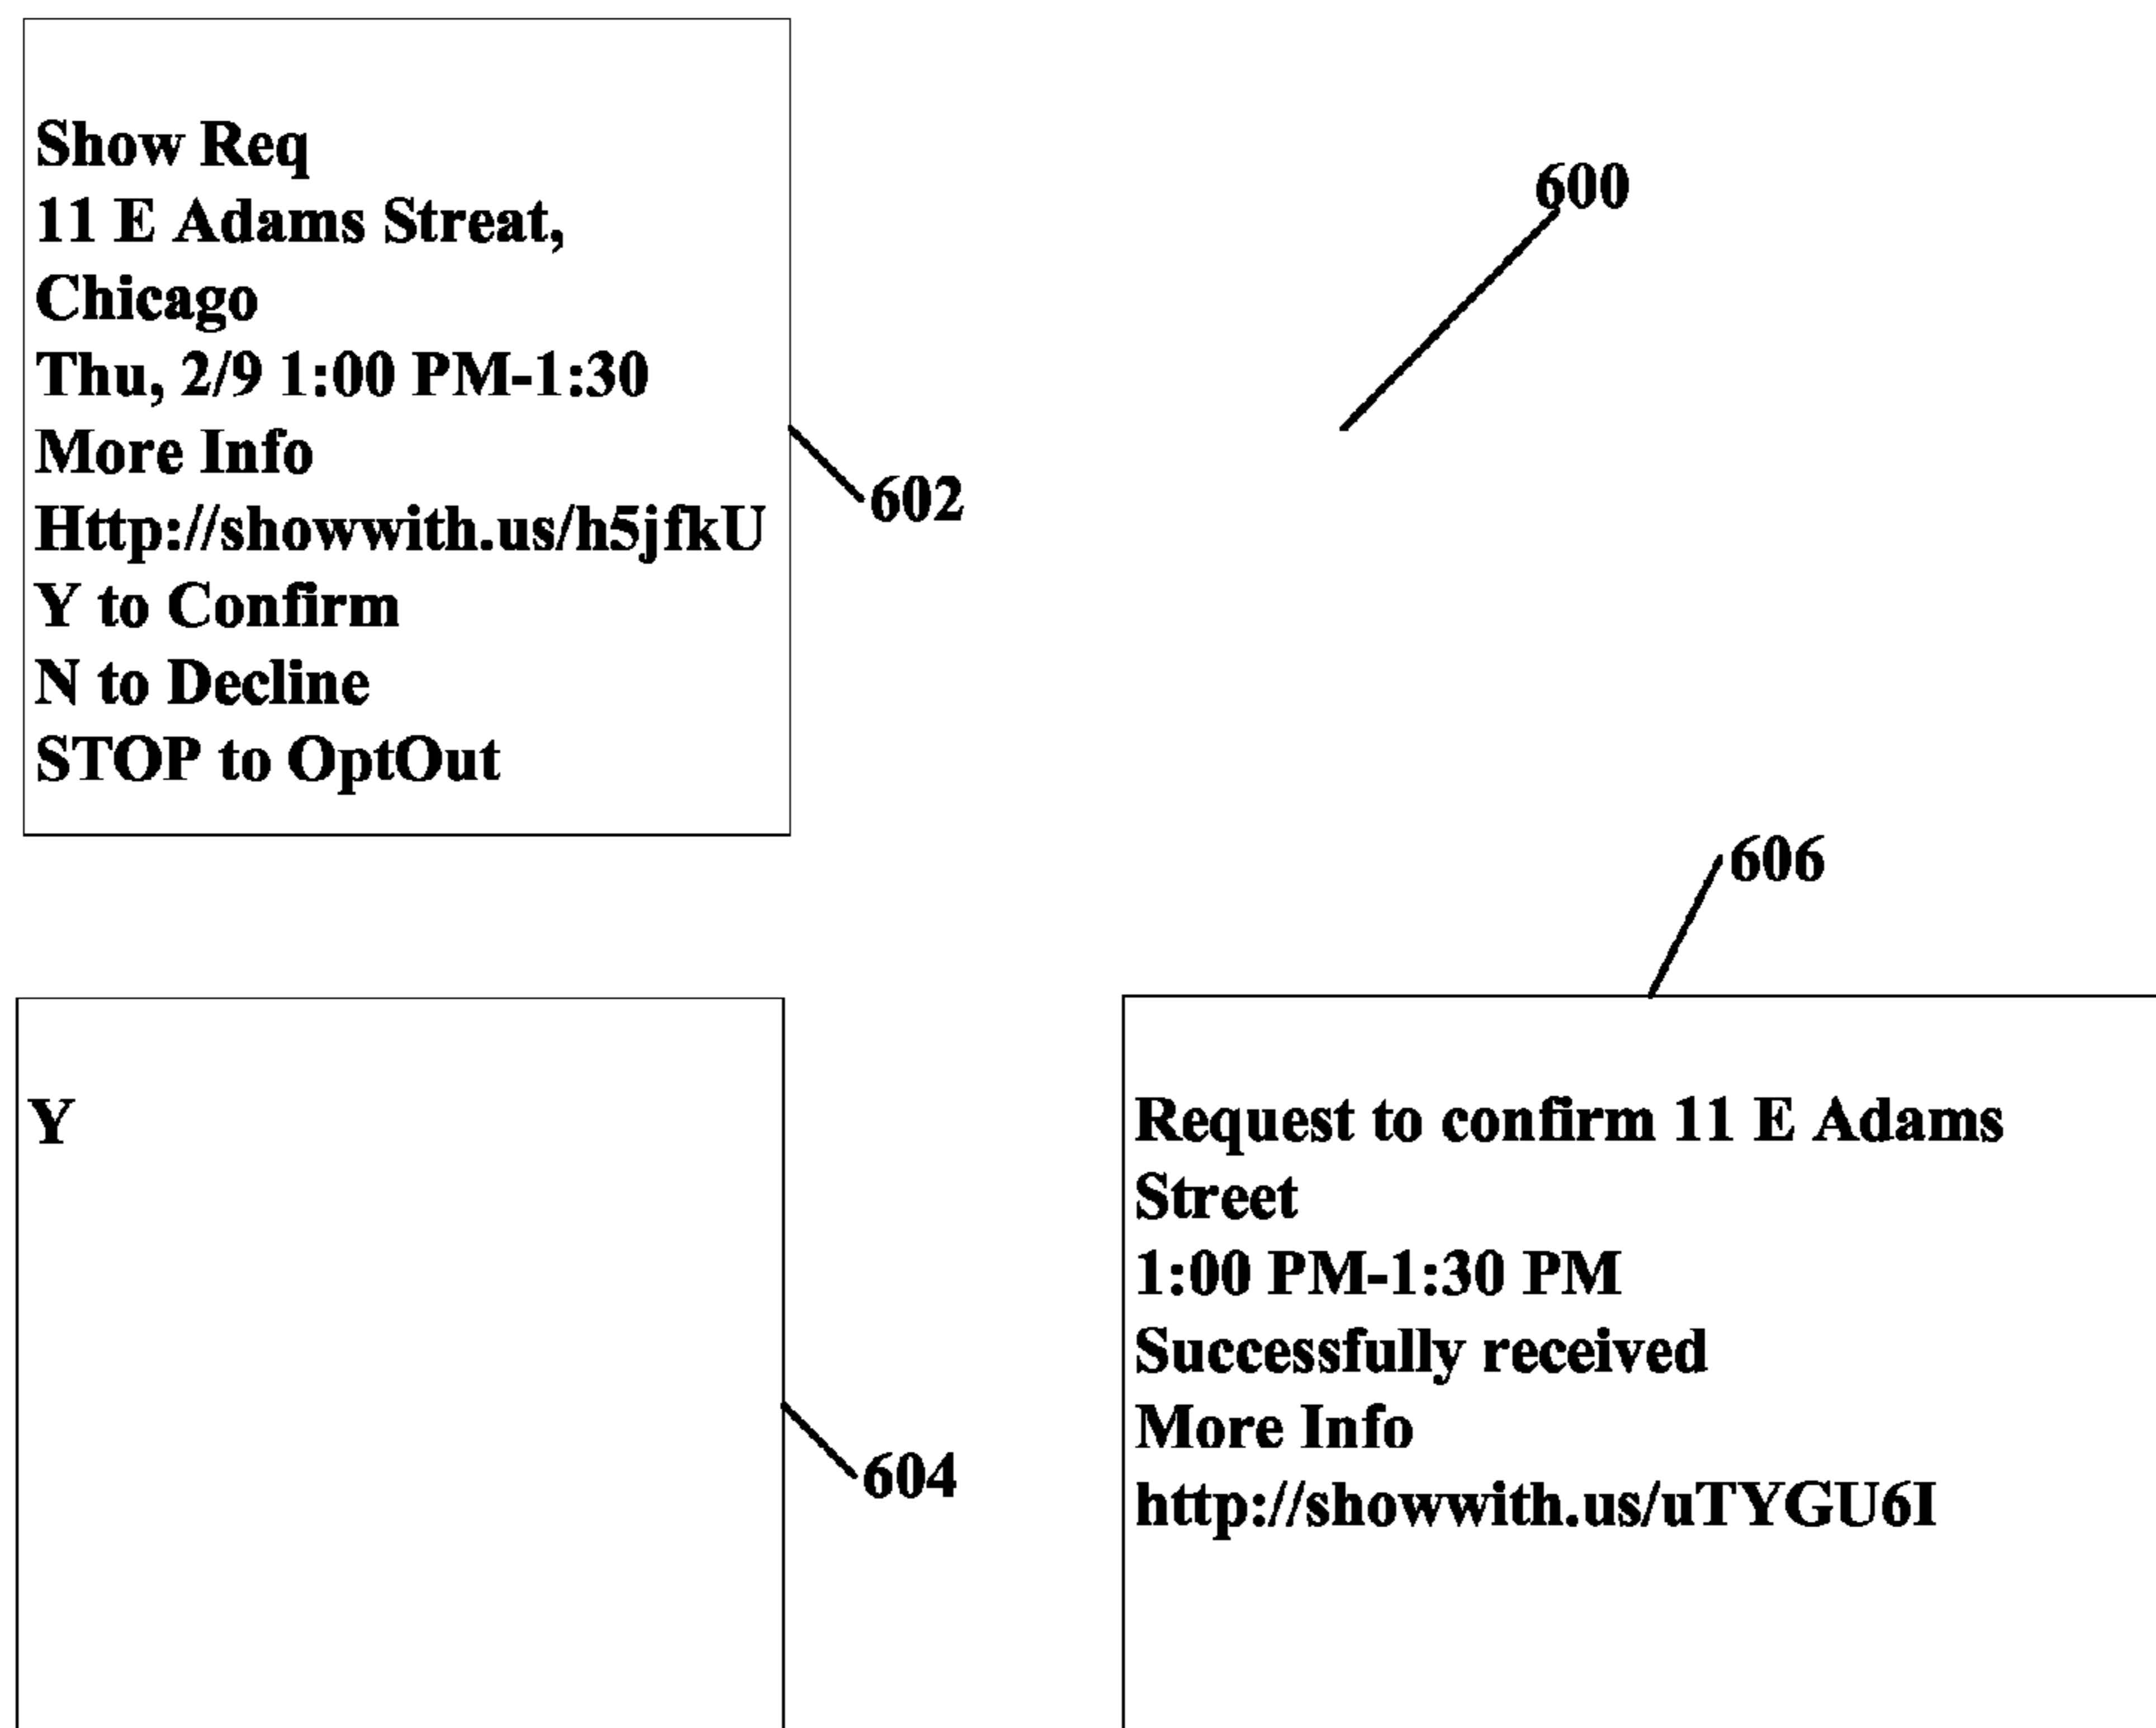 Show Req
11 E Adams Streat,
Chicago
Thu, 2/9 1:00 PM-1:30
More Info
Http://showwith.us/h5jfkU
Y to Confirm
N to Decline
STOP to OptOut
602
600
606
Y
604
Request to confirm 11 E Adams
Street
1:00 PM-1:30 PM
Successfully received
More Info
http://showwith.us/uTYGU6I